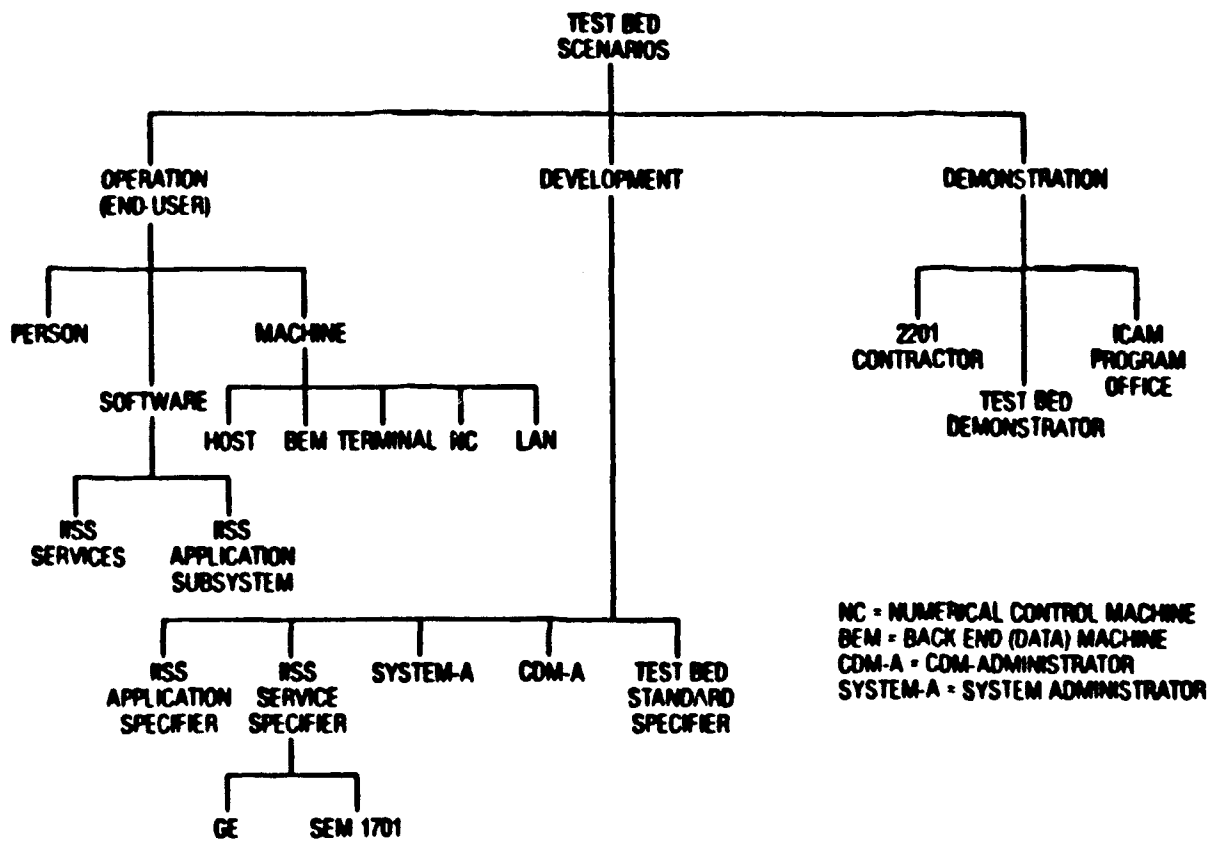 TEST BED
SCENARIOS
OPERATION
(END-USER)
DEVELOPMENT
DEMONSTRATION
PERSON
MACHINE
SOFTWARE
HOST
BEM
TERMINAL
NC
LAN
2201
CONTRACTOR
TEST BED
DEMONSTRATOR
ICAM
PROGRAM
OFFICE
IISS
SERVICES
IISS
APPLICATION
SUBSYSTEM
IISS
APPLICATION
SPECIFIER
IISS
SERVICE
SPECIFIER
SYSTEM-A
CDM-A
TEST BED
STANDARD
SPECIFIER
GE
SEM 1701
NC = NUMERICAL CONTROL MACHINE
BEM = BACK END (DATA) MACHINE
CDM-A = CDM-ADMINISTRATOR
SYSTEM-A = SYSTEM ADMINISTRATOR